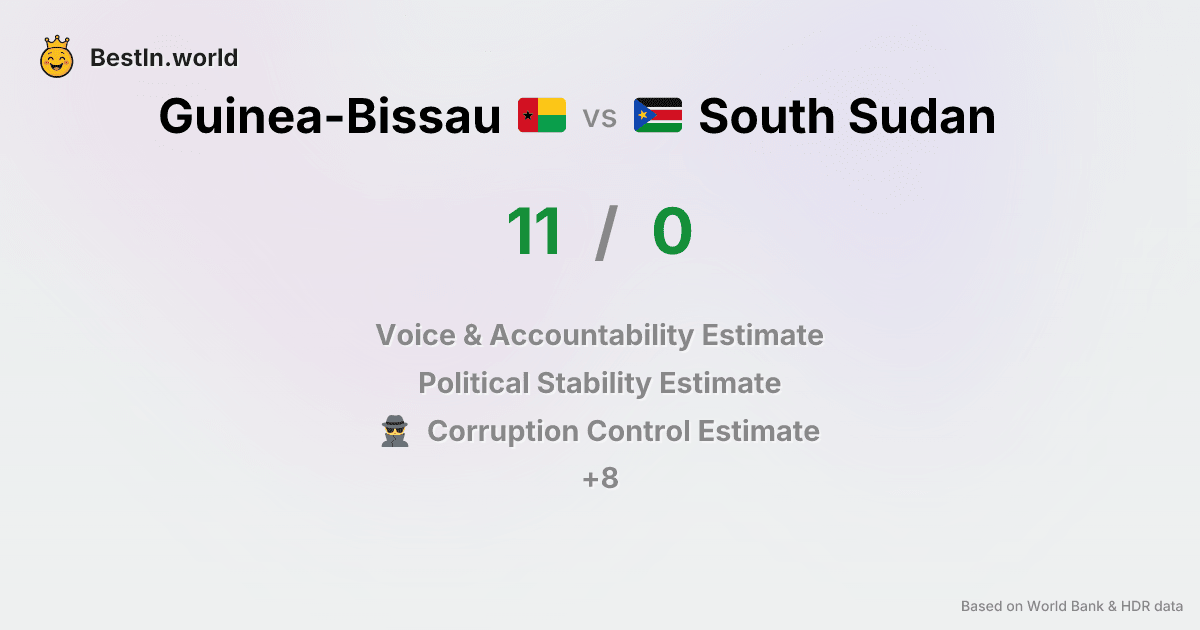 BestIn.world
Guinea-Bissau vs South Sudan
11 / 0
Voice & Accountability Estimate
Political Stability Estimate
Corruption Control Estimate
+8
Based on World Bank & HDR data